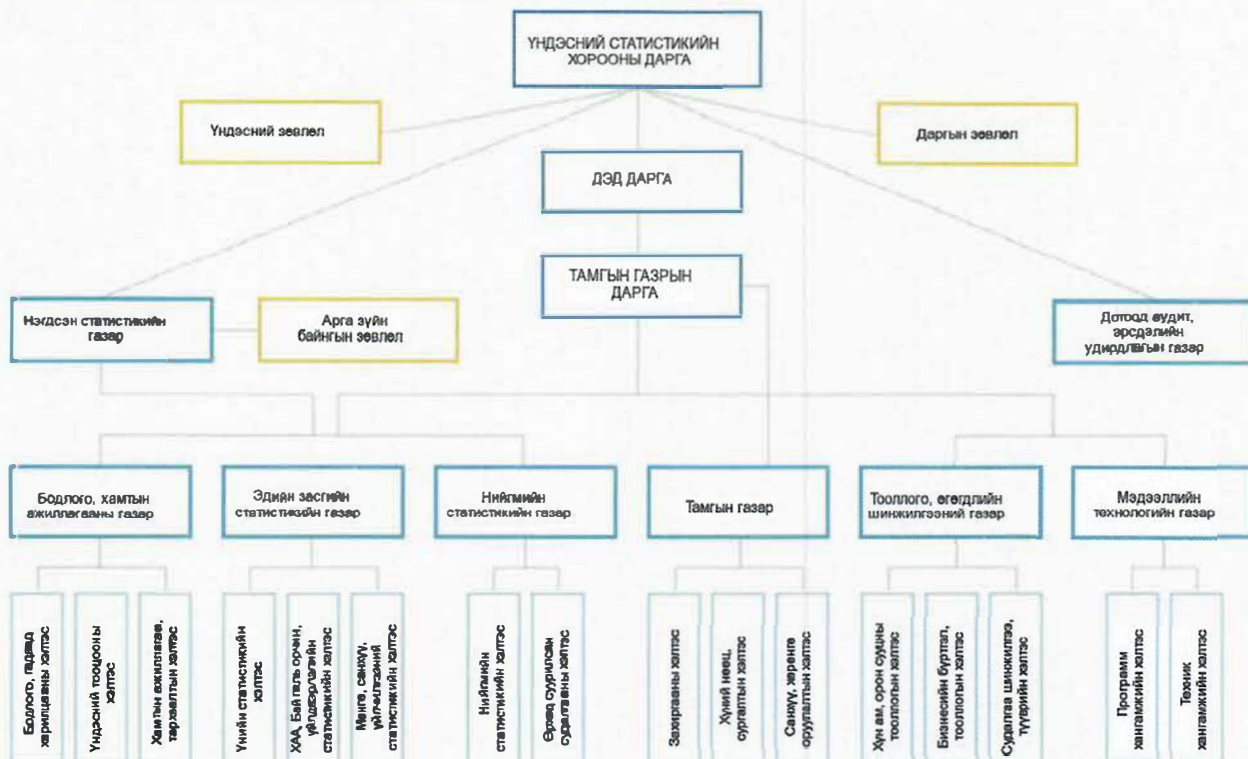 ҮНДЭСНИЙ СТАТИСТИКИЙН
ХОРООНЫ ДАРГА
Үндэсний зөвлөл
Даргын зөвлөл
ДЭД ДАРГА
ТАМГЫН ГАЗРЫН
ДАРГА
Нэгдсэн статистикийн
газар
Арга зүйн
байнгын зөвлөл
Дотоод аудит,
эрсдэлийн
удирдлагын газар
Бодлого, хамтын
ажиллагааны газар
Эдийн засгийн
статистикийн газар
Нийгмийн
статистикийн газар
Тамгын газар
Тооллого, өгөгдлийн
шинжилгээний газар
Мэдээллийн
технологийн газар
Бодлого, гадаад
харилцааны хэлтэс
Үндэсний тооцооны
хэлтэс
Хамтын ажиллагаа,
тархаалтын хэлтэс
Үнийн статистикийн
хэлтэс
ХАА, Байгаль орчин,
үйлдвэрлэлийн
статистикийн хэлтэс
Мөнгө, санхүү,
үйлчилгээний
статистикийн хэлтэс
Нийгмийн
статистикийн хэлтэс
Өрхөд суурилсан
судалгааны хэлтэс
Захиргааны хэлтэс
Хүний нөөц,
сургалтын хэлтэс
Санхүү, хөрөнгө
оруулалтын хэлтэс
Хүн ам, орон сууцны
тооллогын хэлтэс
Бизнесийн бүртгэл,
тооллогын хэлтэс
Судалгаа шинжилгээ,
түүврийн хэлтэс
Программ
хангамжийн хэлтэс
Техник
хангамжийн хэлтэс